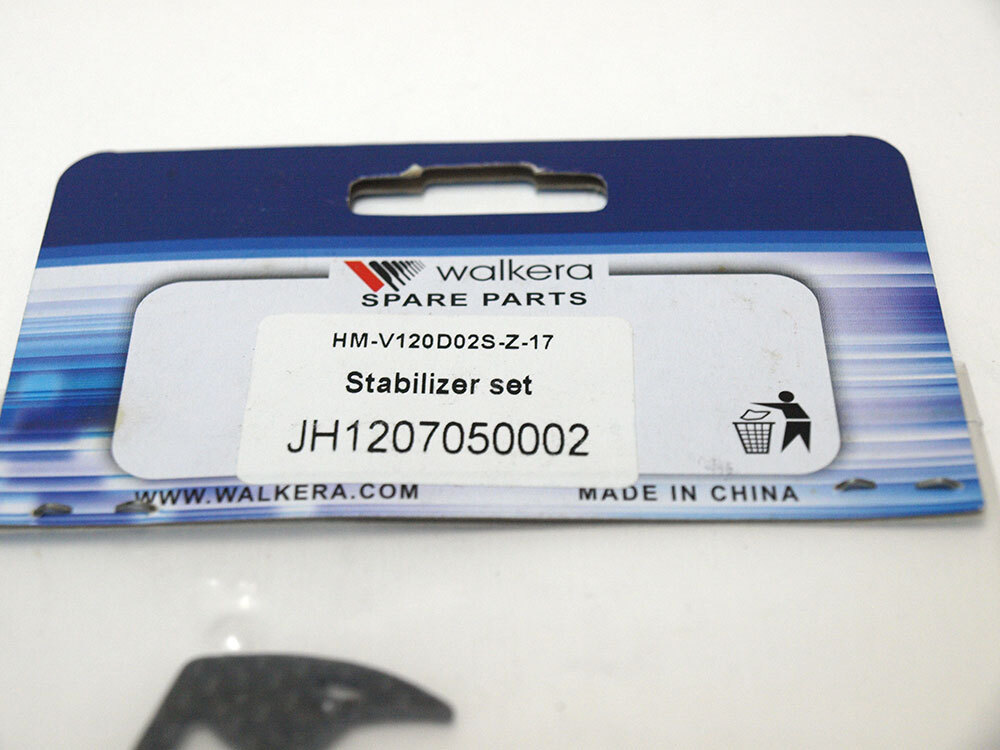 walkera
SPARE PARTS
HM-V120D02S-Z-17
Stabilizer set
JH1207050002
WWW.WALKERA.COM
MADE IN CHINA